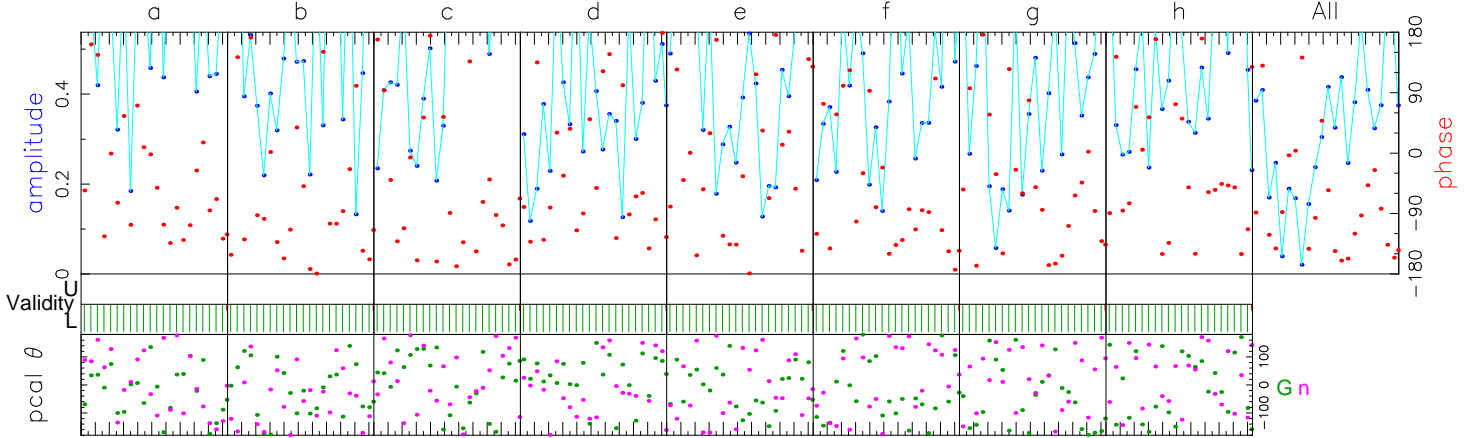 a b c d e f g h All
amplitude
0.4
0.2
0
180
90
0
−90
−180
phase
U
Validity
L
pcal θ
100
0
−100
G n